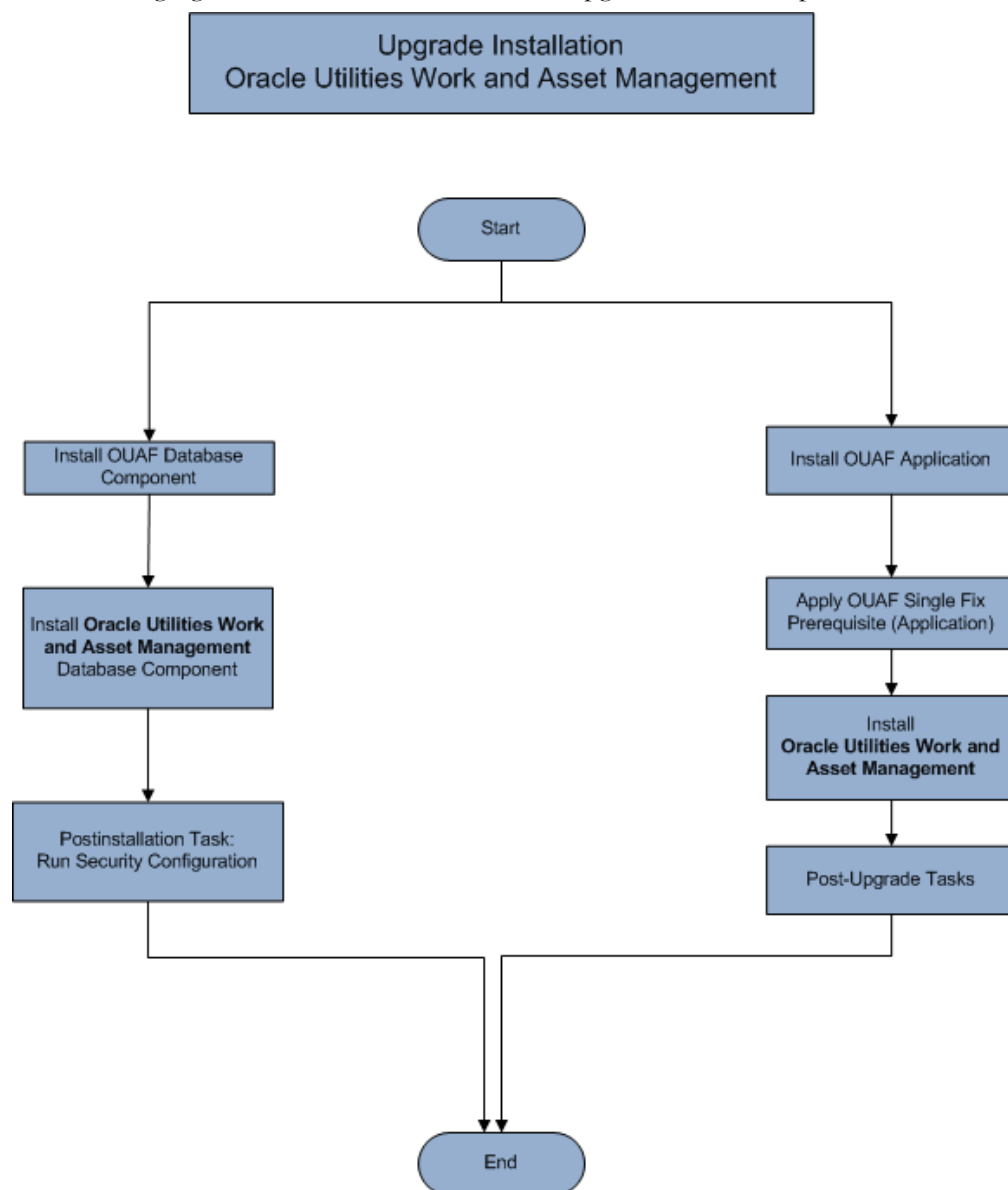 Upgrade Installation
Oracle Utilities Work and Asset Management
Start
Install OUAF Database
Component
Install Oracle Utilities Work
and Asset Management
Database Component
Postinstallation Task:
Run Security Configuration
Install OUAF Application
Apply OUAF Single Fix
Prerequisite (Application)
Install
Oracle Utilities Work and
Asset Management
Post-Upgrade Tasks
End